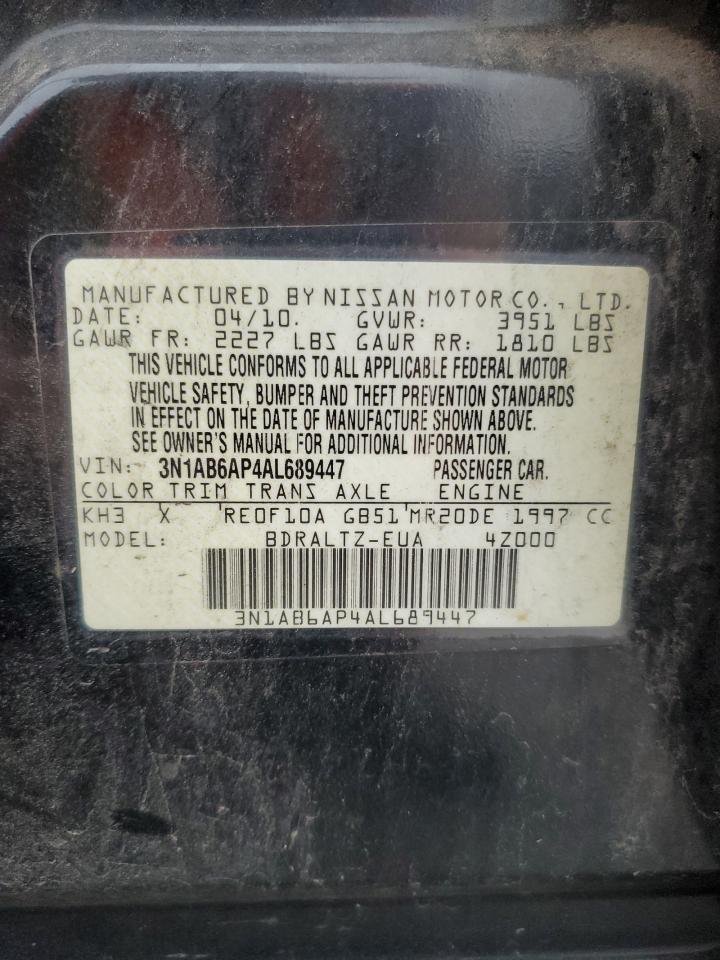 MANUFACTURED BY NISSAN MOTOR CO., LTD.
DATE: 04/10. GVWR: 3951 LBS
GAWR FR: 2227 LBS GAWR RR: 1810 LBS
THIS VEHICLE CONFORMS TO ALL APPLICABLE FEDERAL MOTOR
VEHICLE SAFETY, BUMPER AND THEFT PREVENTION STANDARDS
IN EFFECT ON THE DATE OF MANUFACTURE SHOWN ABOVE.
SEE OWNER'S MANUAL FOR ADDITIONAL INFORMATION.
VIN: 3N1AB6AP4AL689447 PASSENGER CAR.
COLOR TRIM TRANS AXLE ENGINE
KH3 X RE0F10A GB51 MR20DE 1997 CC
MODEL: BDRALTZ-EUA 4Z000
3N1AB6AP4AL689447